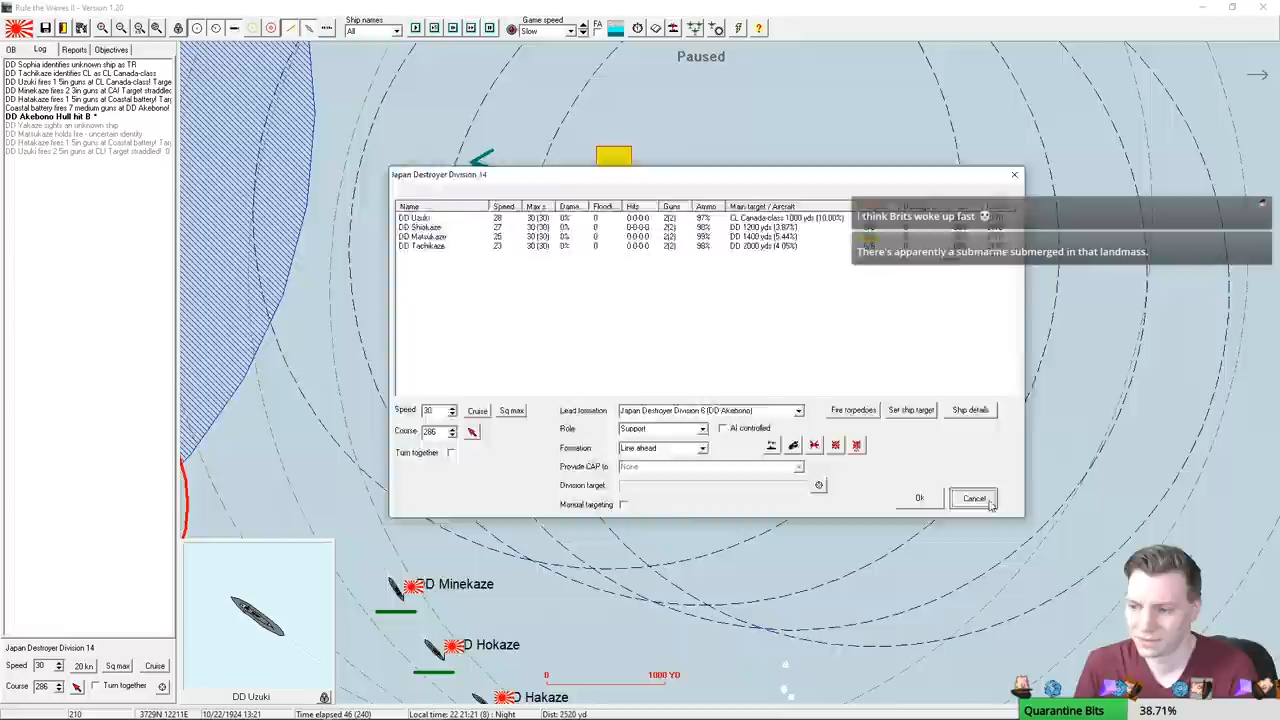 Rule the Waves II - Version 1.20
Ship names
All
Game speed
Slow
FA
OB
Log
Reports
Objectives
DD Sophia identifies unknown ship as TR
DD Tachikaze identifies CL as CL Canada-class
DD Uzuki fires 1 5in guns at CL Canada-class! Targe
DD Minekaze fires 2 3in guns at CA! Target straddled
DD Hatakaze fires 1 5in guns at Coastal battery! Targ
Coastal battery fires 7 medium guns at DD Akebono!
DD Akebono Hull hit B *
DD Yakaze sights an unknown ship
DD Matsukaze holds fire - uncertain identity
DD Hatakaze fires 1 5in guns at Coastal battery! Targ
DD Uzuki fires 2 5in guns at CL! Target straddled! 0
Paused
Japan Destroyer Division 14
Name Speed Max s Dama Flood Hits Guns Ammo Main target / Aircraft
DD Uzuki 28 30 (30) 0% 0 0-0-0-0 2(2) 97% CL Canada-class 1000 yds (10.00%)
DD Shiokaze 27 30 (30) 0% 0 0-0-0-0 2(2) 98% DD 1200 yds (3.87%)
DD Matsukaze 25 30 (30) 0% 0 0-0-0-0 2(2) 99% DD 1400 yds (5.44%)
DD Tachikaze 23 30 (30) 0% 0 0-0-0-0 2(2) 98% DD 2000 yds (4.05%)
I think Brits woke up fast 💀
There's apparently a submarine submerged in that landmass.
Speed 30 Cruise Sq max
Course 286
Turn together
Lead formation Japan Destroyer Division 6 (DD Akebono)
Role Support AI controlled
Formation Line ahead
Provide CAP to None
Division target
Manual targeting
Fire torpedoes Set ship target Ship details
Ok Cancel
DD Minekaze
D Hokaze
D Hakaze
0 1000 YD
DD Uzuki
Japan Destroyer Division 14
Speed 30 20 kn Sq max Cruise
Course 286 Turn together
210 3729N 12211E 10/22/1924 13:21 Time elapsed 46 (240) Local time: 22:21:21 (8) : Night Dist: 2520 yd
Quarantine Bits 38.71%